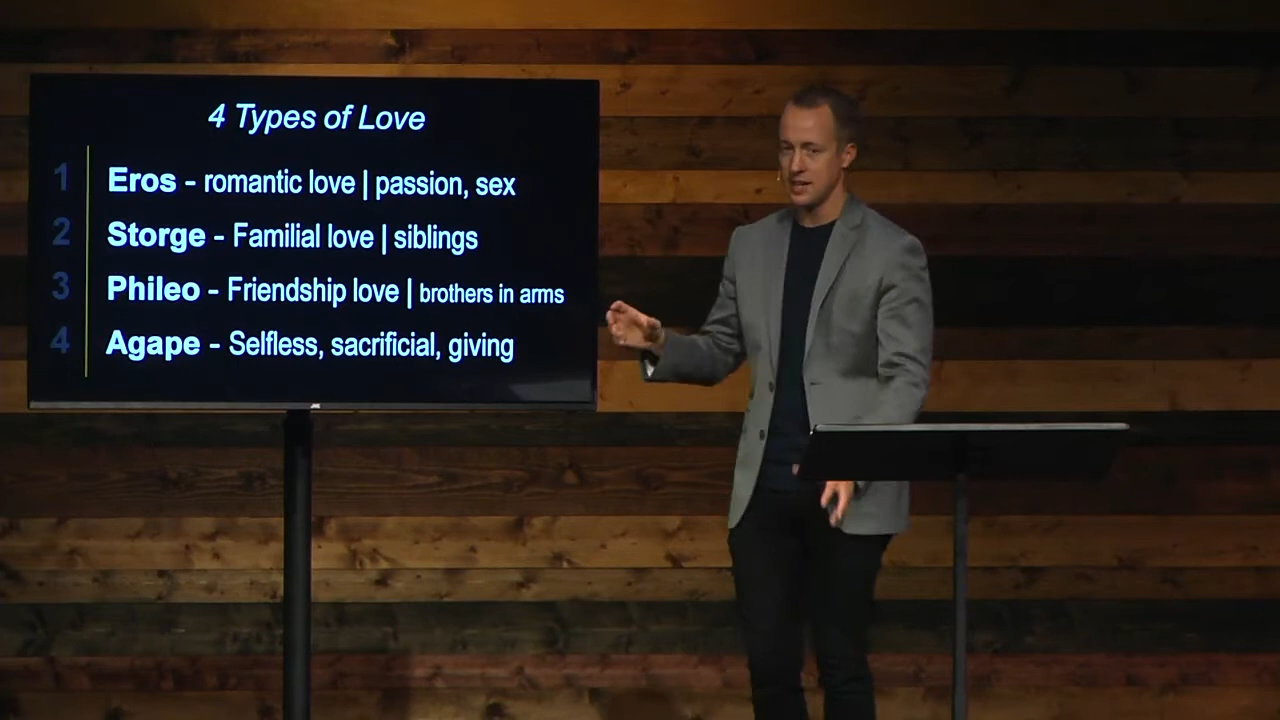 4 Types of Love
1 Eros - romantic love | passion, sex
2 Storge - Familial love | siblings
3 Phileo - Friendship love | brothers in arms
4 Agape - Selfless, sacrificial, giving